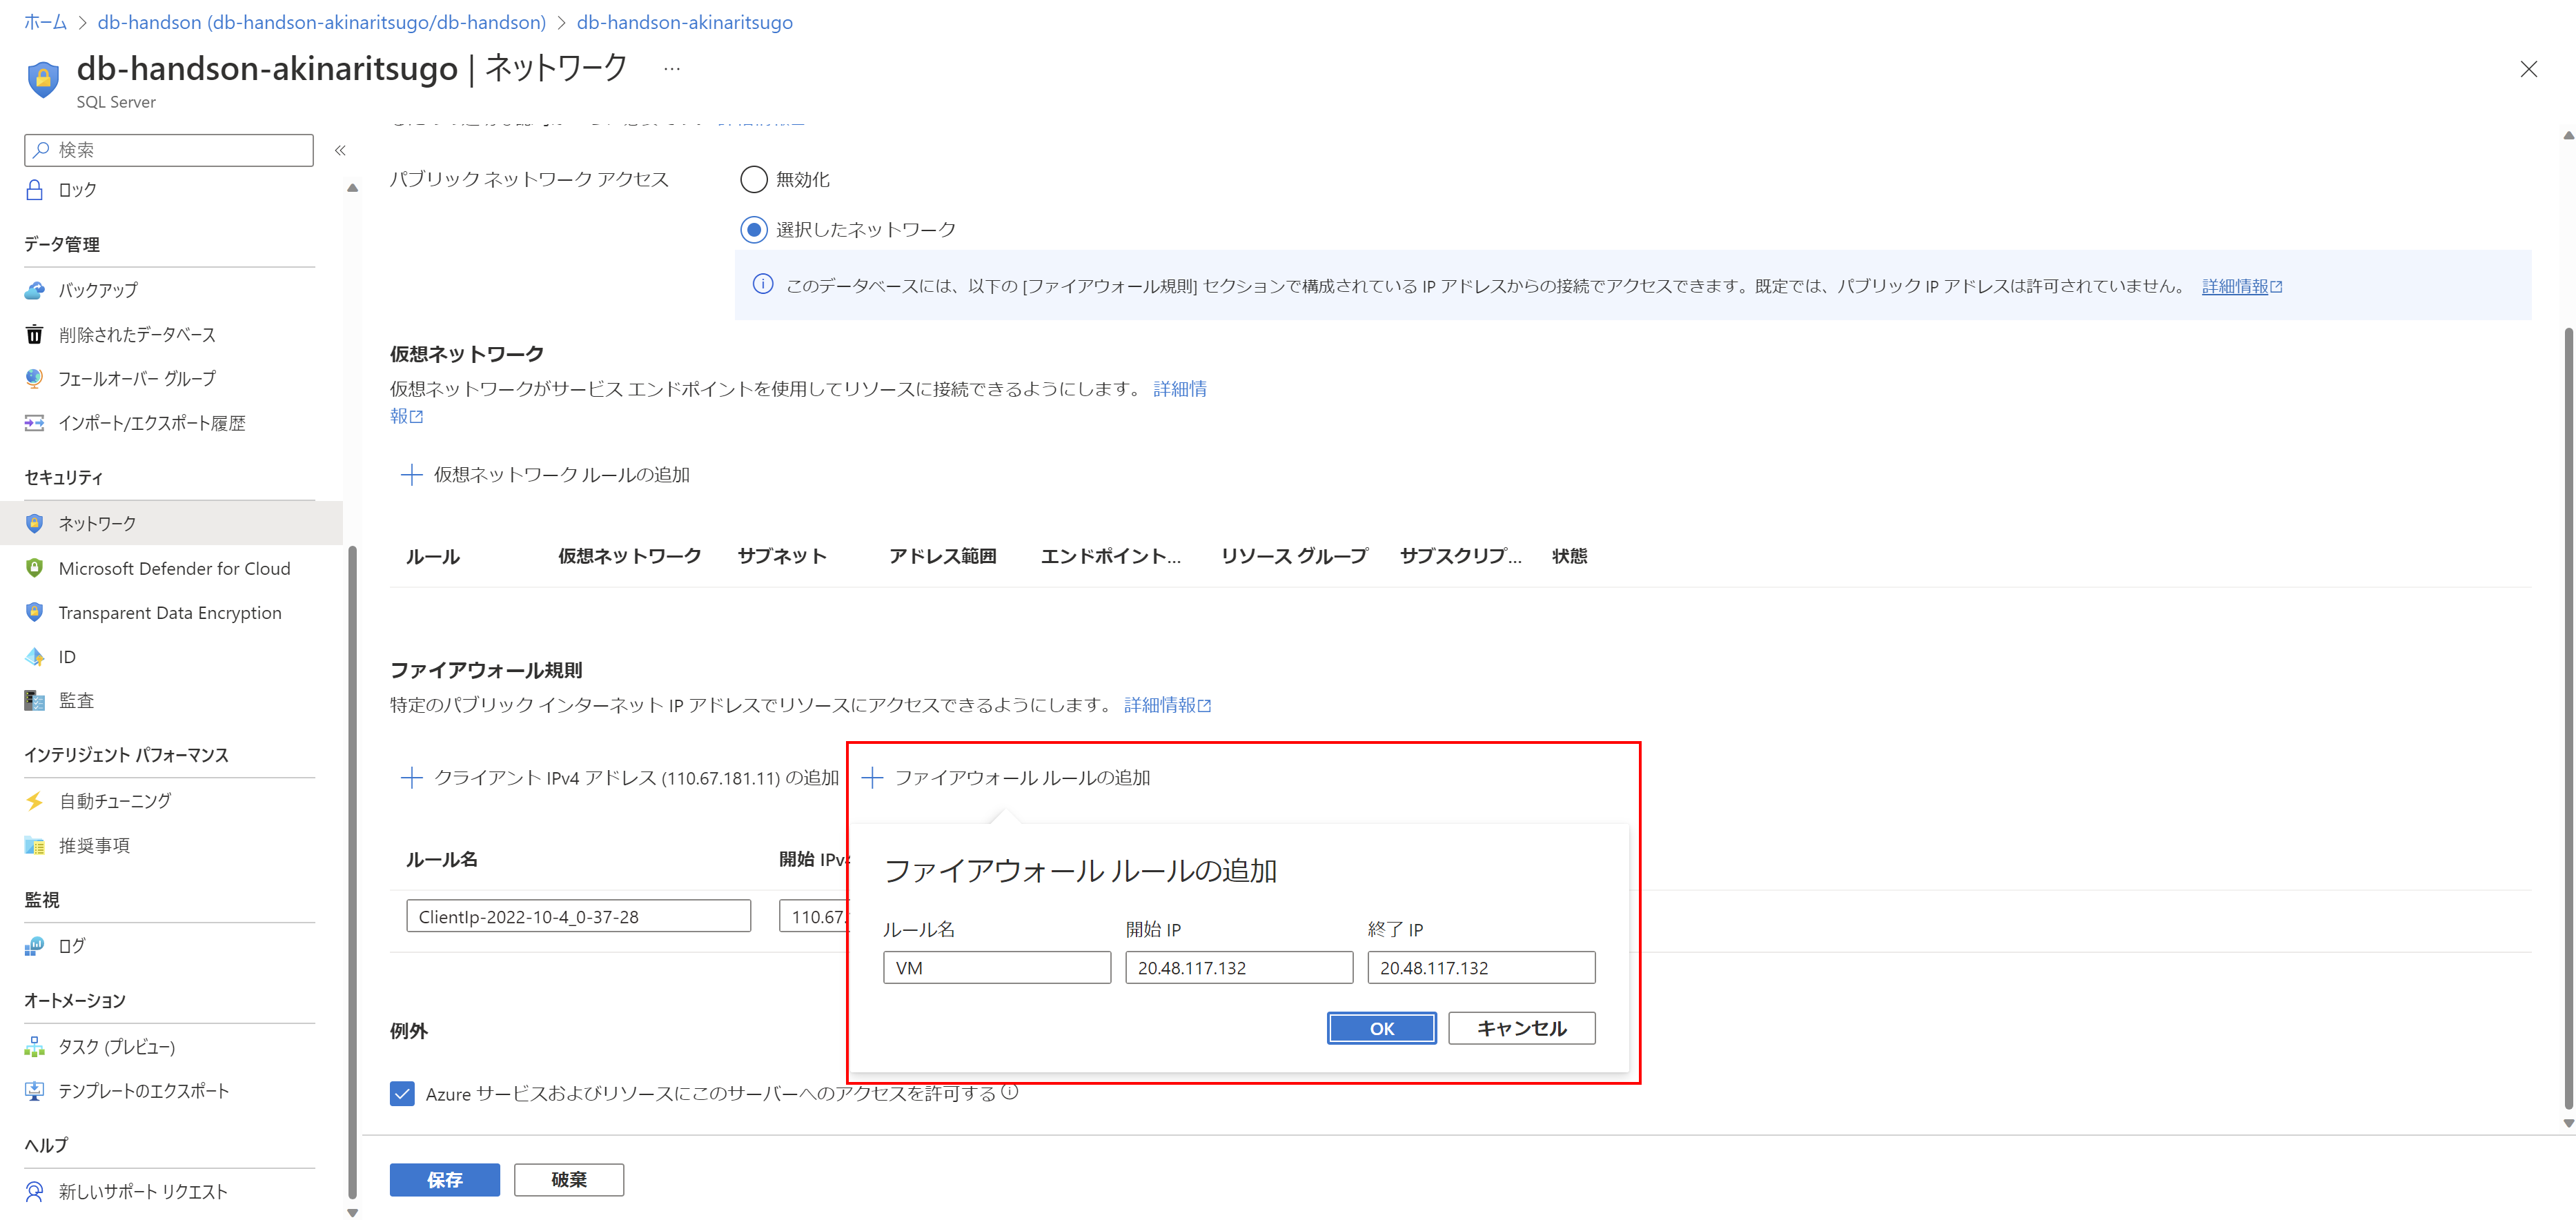 ホーム > db-handson (db-handson-akinaritsugo/db-handson) > db-handson-akinaritsugo
db-handson-akinaritsugo | ネットワーク ...
SQL Server
検索
ロック
データ管理
バックアップ
削除されたデータベース
フェールオーバー グループ
インポート/エクスポート履歴
セキュリティ
ネットワーク
Microsoft Defender for Cloud
Transparent Data Encryption
ID
監査
インテリジェント パフォーマンス
自動チューニング
推奨事項
監視
ログ
オートメーション
タスク (プレビュー)
テンプレートのエクスポート
ヘルプ
新しいサポート リクエスト
パブリック ネットワーク アクセス
無効化
選択したネットワーク
このデータベースには、以下の [ファイアウォール規則] セクションで構成されている IP アドレスからの接続でアクセスできます。既定では、パブリック IP アドレスは許可されていません。 詳細情報
仮想ネットワーク
仮想ネットワークがサービス エンドポイントを使用してリソースに接続できるようにします。 詳細情
報
仮想ネットワーク ルールの追加
ルール 仮想ネットワーク サブネット アドレス範囲 エンドポイント... リソース グループ サブスクリプ... 状態
ファイアウォール規則
特定のパブリック インターネット IP アドレスでリソースにアクセスできるようにします。 詳細情報
クライアント IPv4 アドレス (110.67.181.11) の追加
ファイアウォール ルールの追加
ルール名 開始 IPv4
ClientIp-2022-10-4_0-37-28 110.67.
ファイアウォール ルールの追加
ルール名 開始 IP 終了 IP
VM 20.48.117.132 20.48.117.132
OK キャンセル
例外
Azure サービスおよびリソースにこのサーバーへのアクセスを許可する
保存 破棄